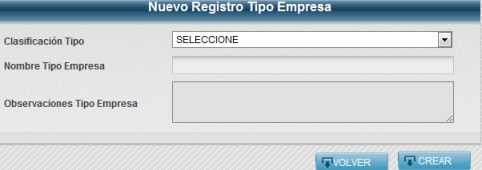 Nuevo Registro Tipo Empresa
Clasificación Tipo SELECCIONE
Nombre Tipo Empresa
Observaciones Tipo Empresa
VOLVER CREAR